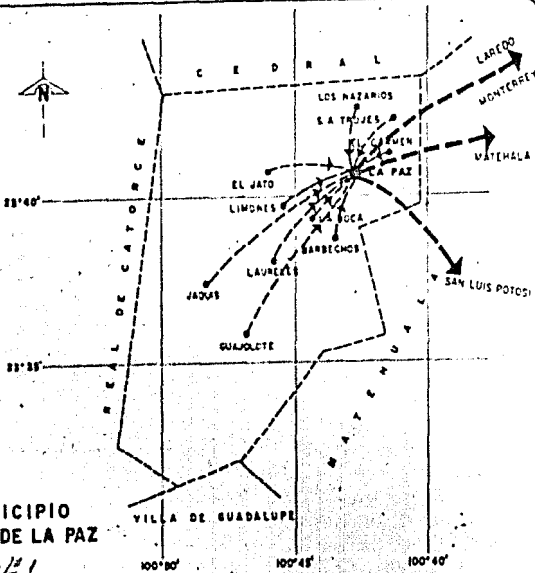 N
CEDRAL
LAREDO
MONTERREY
LOS NAZARIOS
S.A TROJES
EL CARMEN
MATEHALA
LA PAZ
EL JATO
23°40'
LIMONES
LA BOCA
BARBECHOS
LAURELES
SAN LUIS POTOSI
JAQUIS
GUAJOLOTE
23°35'
REAL DE CATORCE
MATEHUALA
ICIPIO
DE LA PAZ
VILLA DE GUADALUPE
100°50'
100°45'
100°40'